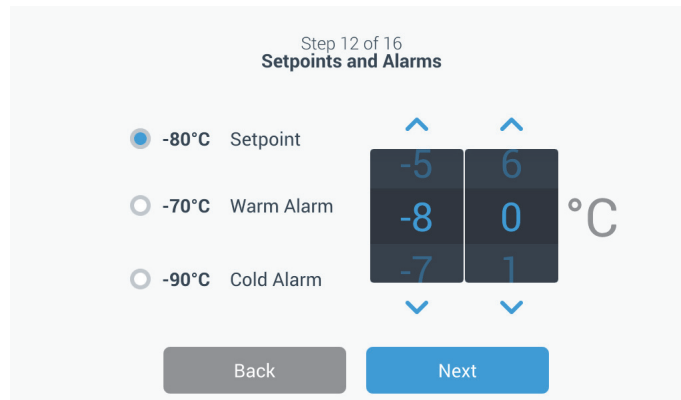 Step 12 of 16
Setpoints and Alarms
-80°C Setpoint
-70°C Warm Alarm
-90°C Cold Alarm
-5 6
-8 0 °C
-7 1
Back Next